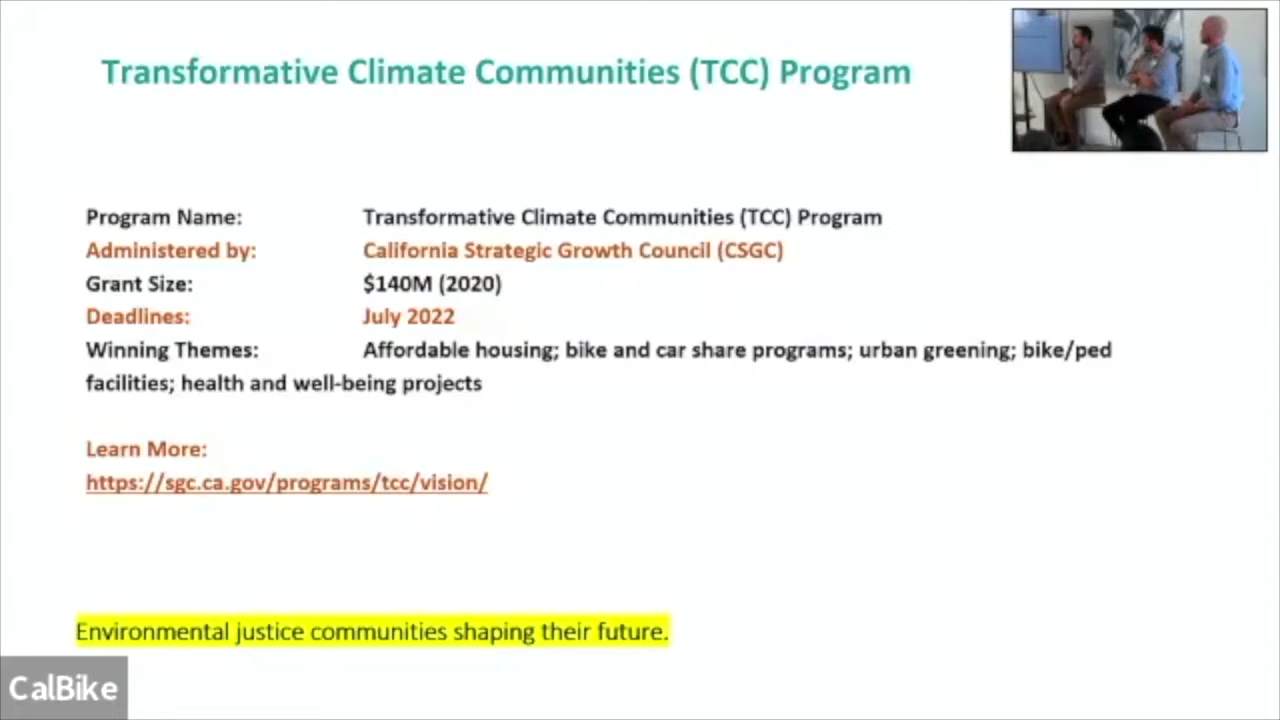 Transformative Climate Communities (TCC) Program
Program Name: Transformative Climate Communities (TCC) Program
Administered by: California Strategic Growth Council (CSGC)
Grant Size: $140M (2020)
Deadlines: July 2022
Winning Themes: Affordable housing; bike and car share programs; urban greening; bike/ped
facilities; health and well-being projects
Learn More:
https://sgc.ca.gov/programs/tcc/vision/
Environmental justice communities shaping their future.
CalBike